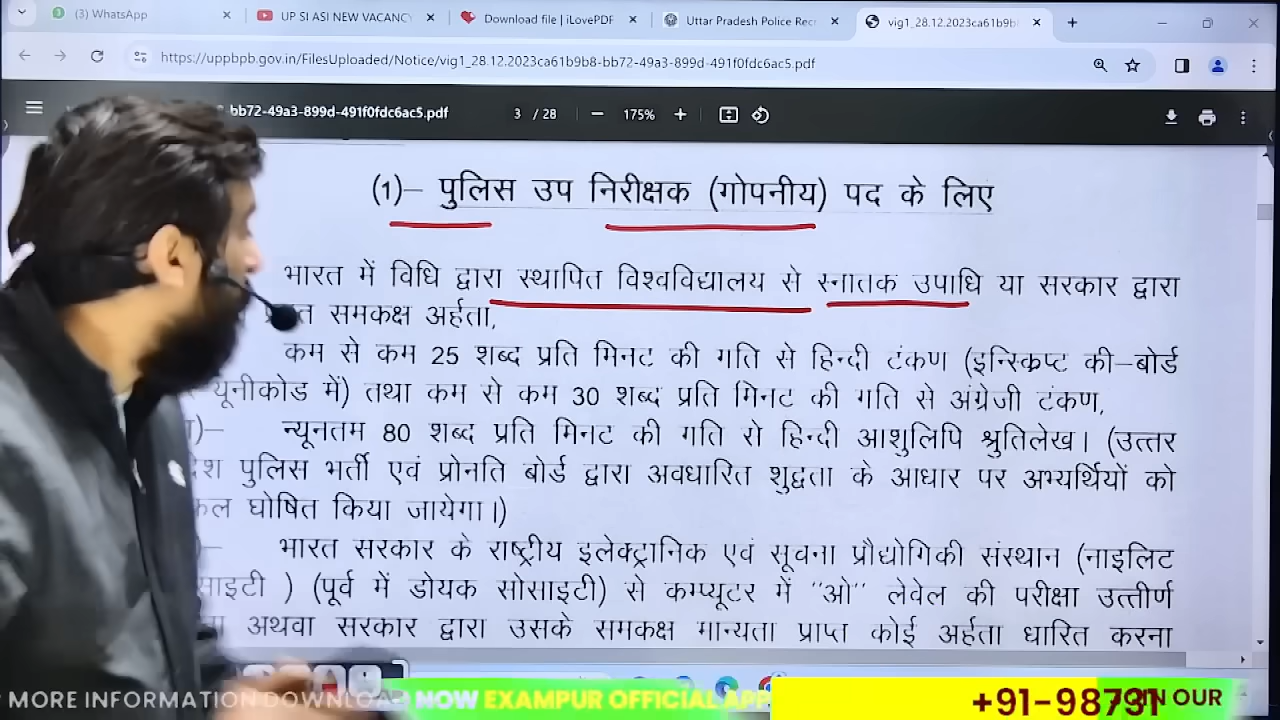 (3) WhatsApp
UP SI ASI NEW VACANCY
Download file | iLovePDF
Uttar Pradesh Police Rec
vig1_28.12.2023ca61b9b
https://uppbpb.gov.in/FilesUploaded/Notice/vig1_28.12.2023ca61b9b8-bb72-49a3-899d-491f0fdc6ac5.pdf
bb72-49a3-899d-491f0fdc6ac5.pdf
3 / 28
175%
(1)– पुलिस उप निरीक्षक (गोपनीय) पद के लिए
भारत में विधि द्वारा स्थापित विश्वविद्यालय से स्नातक उपाधि या सरकार द्वारा
समकक्ष अर्हता,
कम से कम 25 शब्द प्रति मिनट की गति से हिन्दी टंकण (इन्स्क्रिप्ट की–बोर्ड
यूनीकोड में) तथा कम से कम 30 शब्द प्रति मिनट की गति से अंग्रेजी टंकण,
)– न्यूनतम 80 शब्द प्रति मिनट की गति से हिन्दी आशुलिपि श्रुतिलेख। (उत्तर
पुलिस भर्ती एवं प्रोनति बोर्ड द्वारा अवधारित शुद्वता के आधार पर अभ्यर्थियों को
घोषित किया जायेगा।)
– भारत सरकार के राष्ट्रीय इलेक्ट्रानिक एवं सूचना प्रौद्योगिकी संस्थान (नाइलिट
) (पूर्व में डोयक सोसाइटी) से कम्प्यूटर में "ओ" लेवेल की परीक्षा उत्तीर्ण
अथवा सरकार द्वारा उसके समकक्ष मान्यता प्राप्त कोई अर्हता धारित करना
MORE INFORMATION DOWNLOAD NOW EXAMPUR OFFICIAL APP
+91-98731
OUR